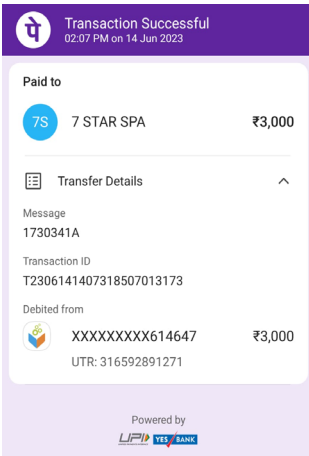 पे
Transaction Successful
02:07 PM on 14 Jun 2023
Paid to
7S 7 STAR SPA ₹3,000
Transfer Details
Message
1730341A
Transaction ID
T2306141407318507013173
Debited from
XXXXXXXXX614647 ₹3,000
UTR: 316592891271
Powered by
UPI YES BANK